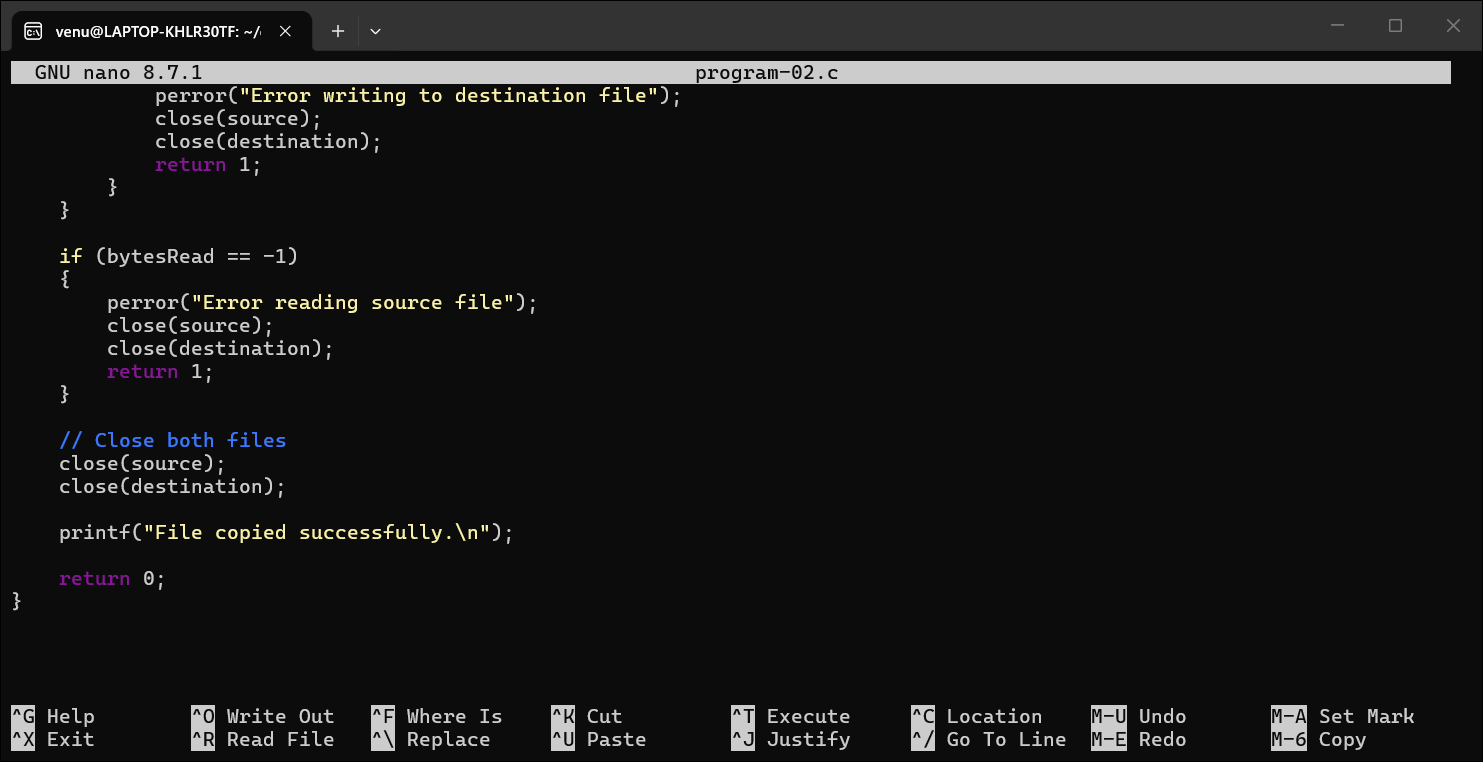 venu@LAPTOP-KHLR30TF: ~/
GNU nano 8.7.1 program-02.c
            perror("Error writing to destination file");
            close(source);
            close(destination);
            return 1;
        }
    }

    if (bytesRead == -1)
    {
        perror("Error reading source file");
        close(source);
        close(destination);
        return 1;
    }

    // Close both files
    close(source);
    close(destination);

    printf("File copied successfully.\n");

    return 0;
}
^G Help ^O Write Out ^F Where Is ^K Cut ^T Execute ^C Location M-U Undo M-A Set Mark
^X Exit ^R Read File ^\ Replace ^U Paste ^J Justify ^/ Go To Line M-E Redo M-6 Copy